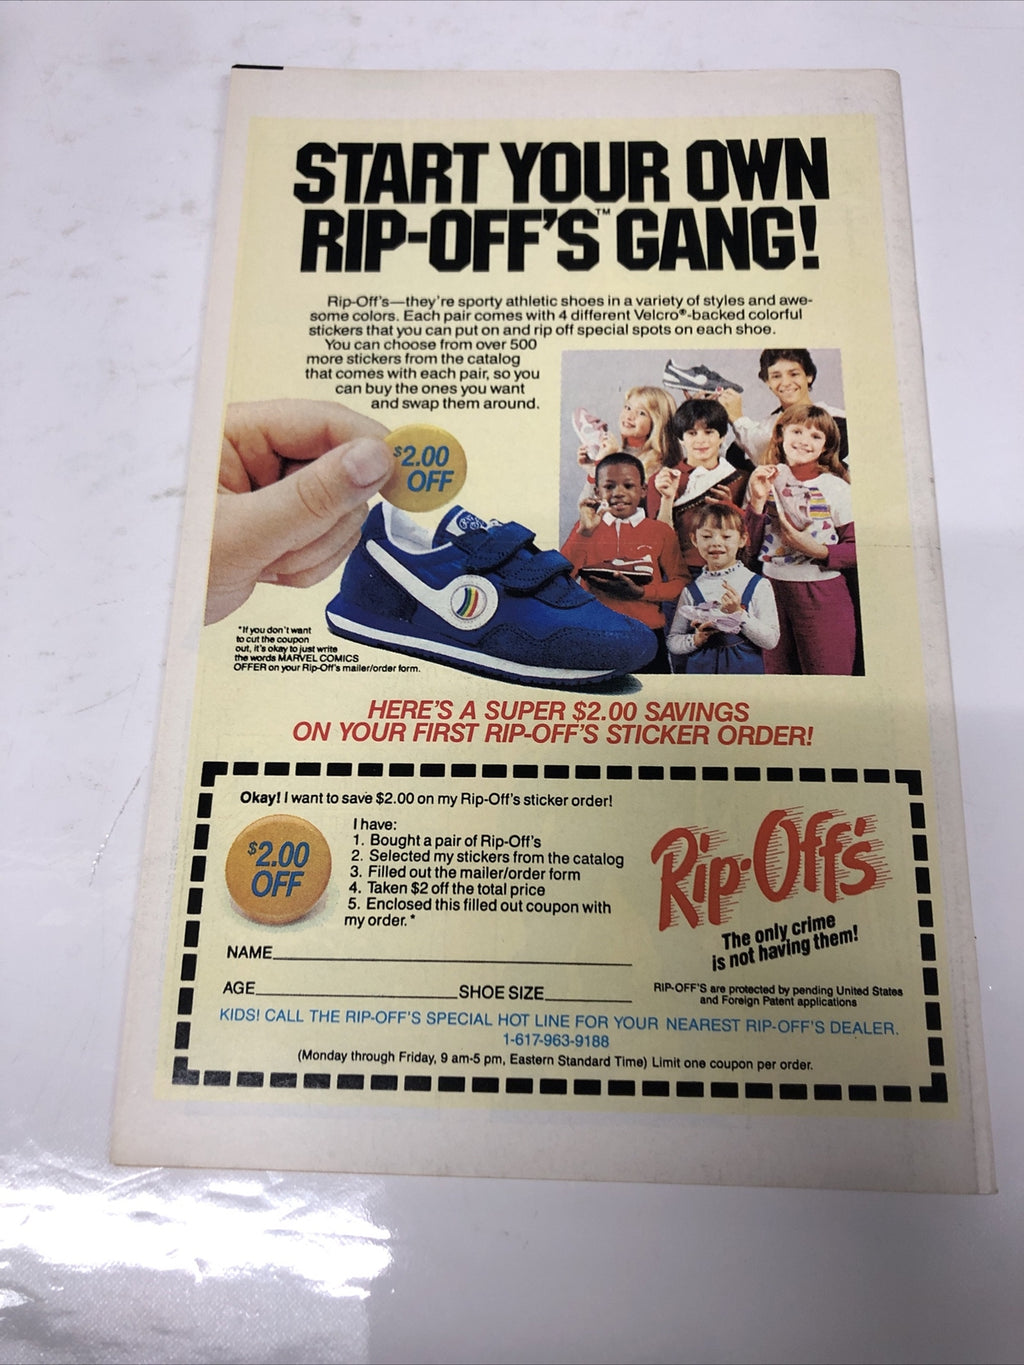 START YOUR OWN
RIP-OFF'S™ GANG!
Rip-Off's—they're sporty athletic shoes in a variety of styles and awe-
some colors. Each pair comes with 4 different Velcro®-backed colorful
stickers that you can put on and rip off special spots on each shoe.
You can choose from over 500
more stickers from the catalog
that comes with each pair, so you
can buy the ones you want
and swap them around.
$2.00
OFF
*If you don't want
to cut the coupon
out, it's okay to just write
the words MARVEL COMICS
OFFER on your Rip-Off's mailer/order form.
HERE'S A SUPER $2.00 SAVINGS
ON YOUR FIRST RIP-OFF'S STICKER ORDER!
Okay! I want to save $2.00 on my Rip-Off's sticker order!
$2.00
OFF
I have:
1. Bought a pair of Rip-Off's
2. Selected my stickers from the catalog
3. Filled out the mailer/order form
4. Taken $2 off the total price
5. Enclosed this filled out coupon with
my order.*
Rip-Off's
The only crime
is not having them!
NAME
AGE SHOE SIZE
RIP-OFF'S are protected by pending United States
and Foreign Patent applications
KIDS! CALL THE RIP-OFF'S SPECIAL HOT LINE FOR YOUR NEAREST RIP-OFF'S DEALER.
1-617-963-9188
(Monday through Friday, 9 am-5 pm, Eastern Standard Time) Limit one coupon per order.